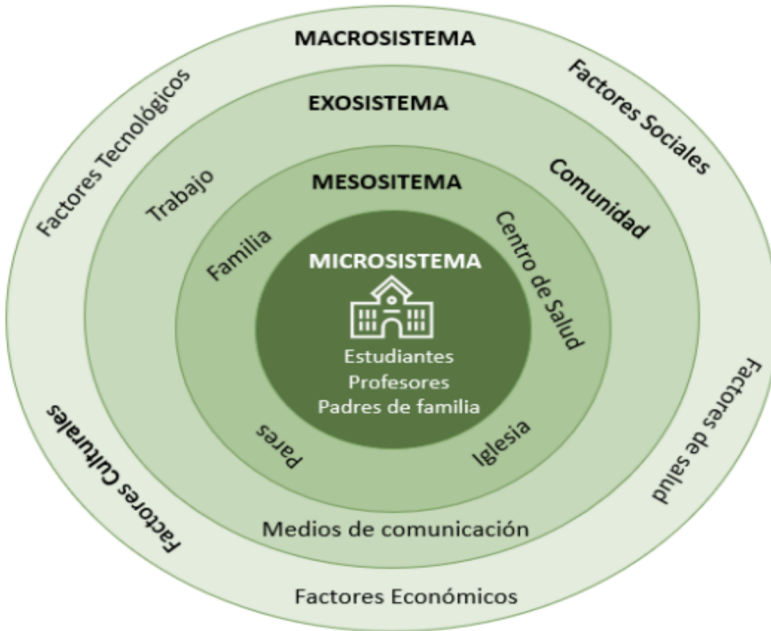 MACROSISTEMA
Factores Tecnológicos
Factores Sociales
EXOSISTEMA
Trabajo
Comunidad
MESOSITEMA
Familia
Centro de Salud
MICROSISTEMA
Estudiantes
Profesores
Padres de familia
Pares
Iglesia
Factores Culturales
Factores de salud
Medios de comunicación
Factores Económicos